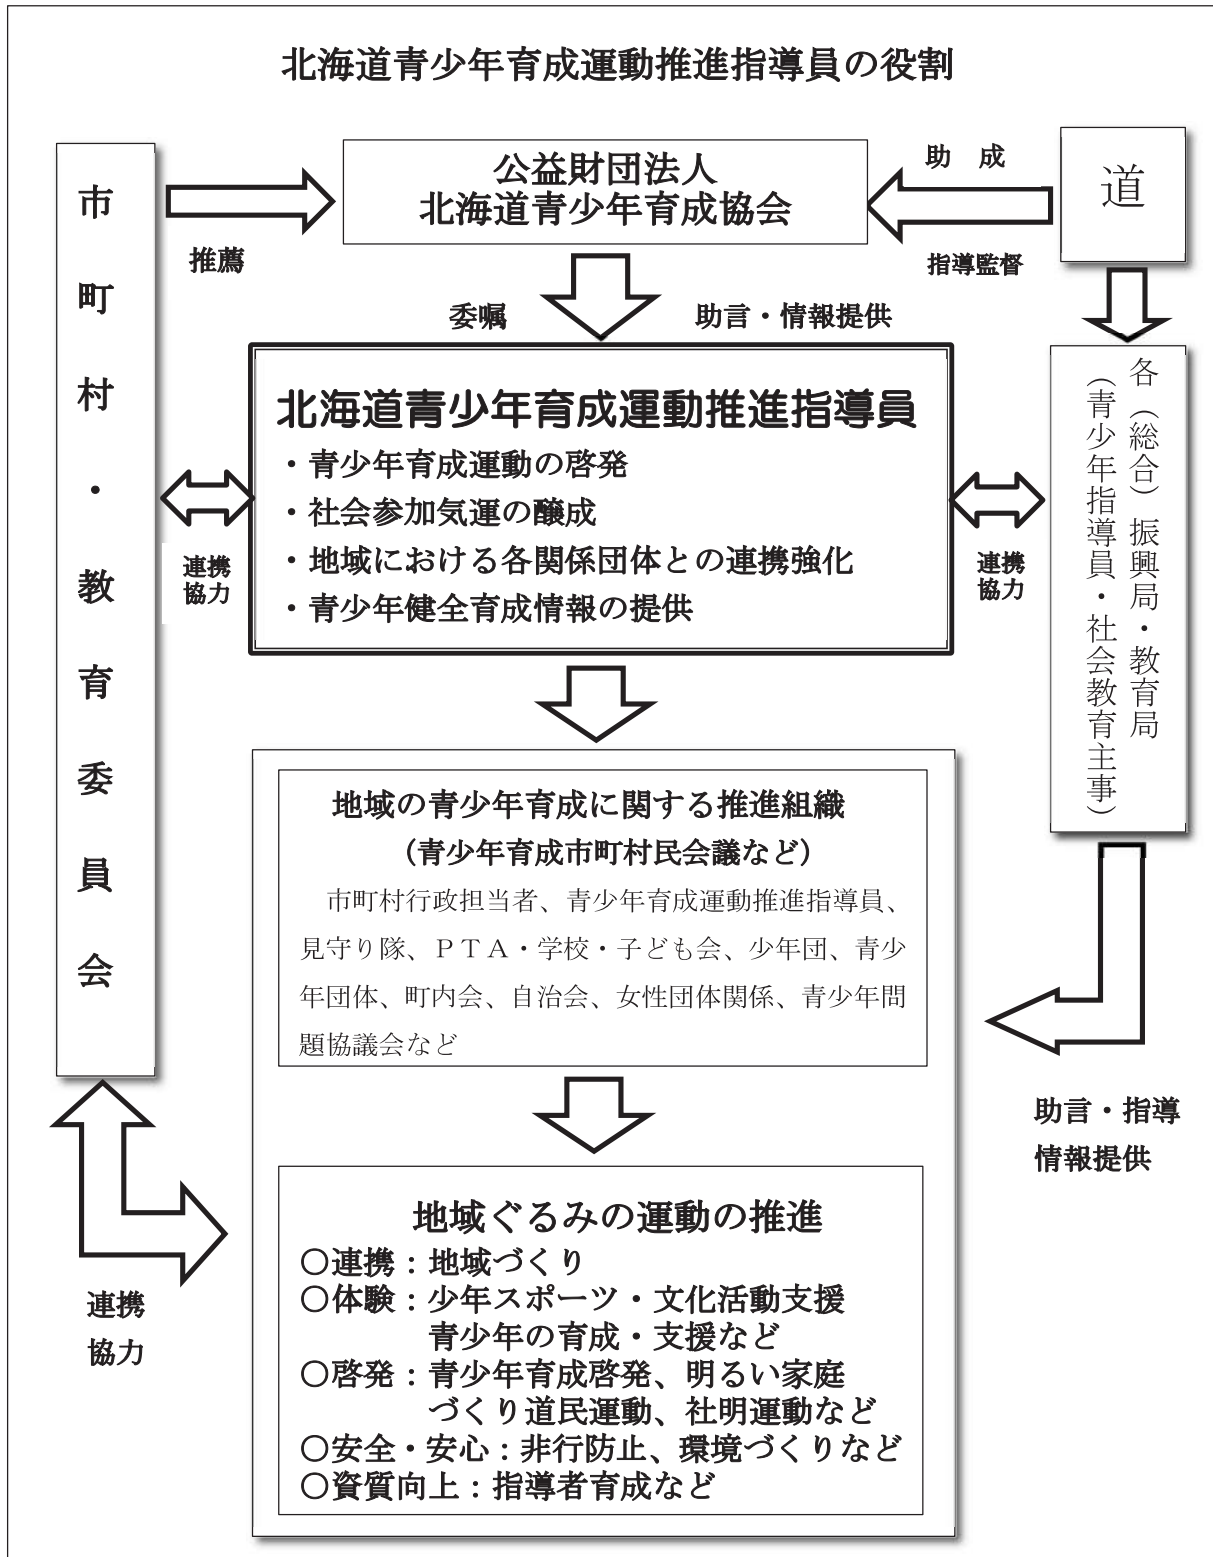 北海道青少年育成運動推進指導員の役割
市町村・教育委員会
推薦
公益財団法人
北海道青少年育成協会
助　成
指導監督
道
委嘱
助言・情報提供
北海道青少年育成運動推進指導員
・青少年育成運動の啓発
・社会参加気運の醸成
・地域における各関係団体との連携強化
・青少年健全育成情報の提供
連携
協力
連携
協力
各（総合）振興局・教育局
（青少年指導員・社会教育主事）
地域の青少年育成に関する推進組織
（青少年育成市町村民会議など）
市町村行政担当者、青少年育成運動推進指導員、
見守り隊、ＰＴＡ・学校・子ども会、少年団、青少
年団体、町内会、自治会、女性団体関係、青少年問
題協議会など
助言・指導
情報提供
連携
協力
地域ぐるみの運動の推進
○連携：地域づくり
○体験：少年スポーツ・文化活動支援
青少年の育成・支援など
○啓発：青少年育成啓発、明るい家庭
づくり道民運動、社明運動など
○安全・安心：非行防止、環境づくりなど
○資質向上：指導者育成など